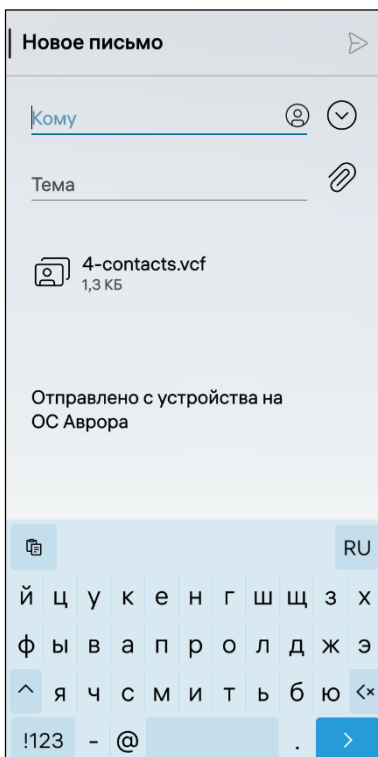 Новое письмо
Кому
Тема
4-contacts.vcf
1,3 КБ
Отправлено с устройства на
ОС Аврора
RU
й ц у к е н г ш щ з х
ф ы в а п р о л д ж э
я ч с м и т ь б ю
!123 - @ .